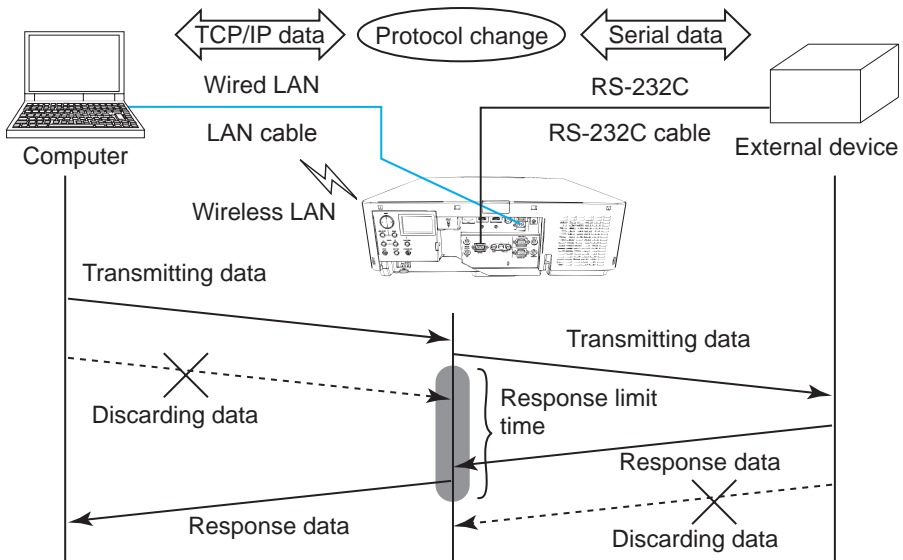 TCP/IP data
Protocol change
Serial data
Wired LAN
RS-232C
LAN cable
RS-232C cable
Computer
External device
Wireless LAN
Transmitting data
Transmitting data
Discarding data
Response limit
time
Response data
Response data
Discarding data